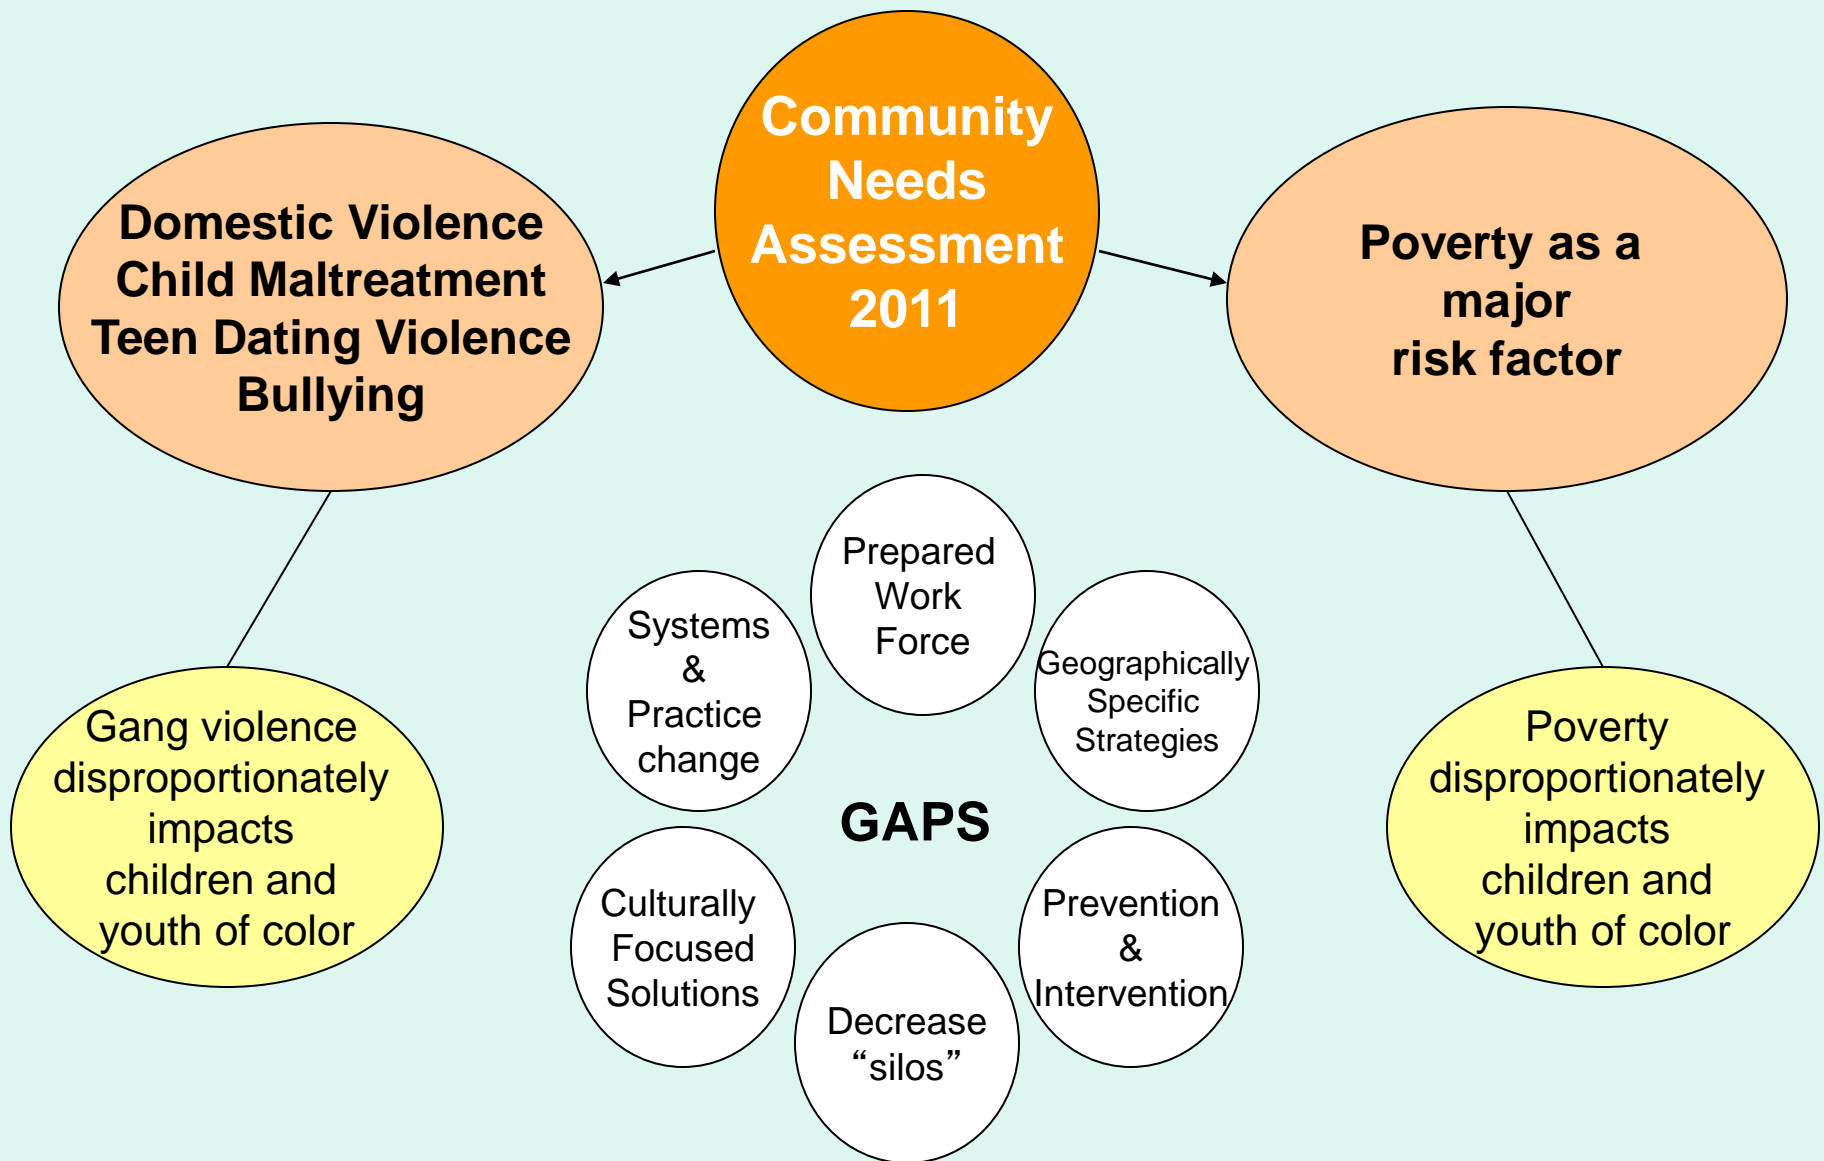 Community
Needs
Assessment
2011
Domestic Violence
Child Maltreatment
Teen Dating Violence
Bullying
Poverty as a
major
risk factor
Prepared
Work
Force
Systems
&
Practice
change
Geographically
Specific
Strategies
Gang violence
disproportionately
impacts
children and
youth of color
GAPS
Poverty
disproportionately
impacts
children and
youth of color
Culturally
Focused
Solutions
Prevention
&
Intervention
Decrease
“silos”